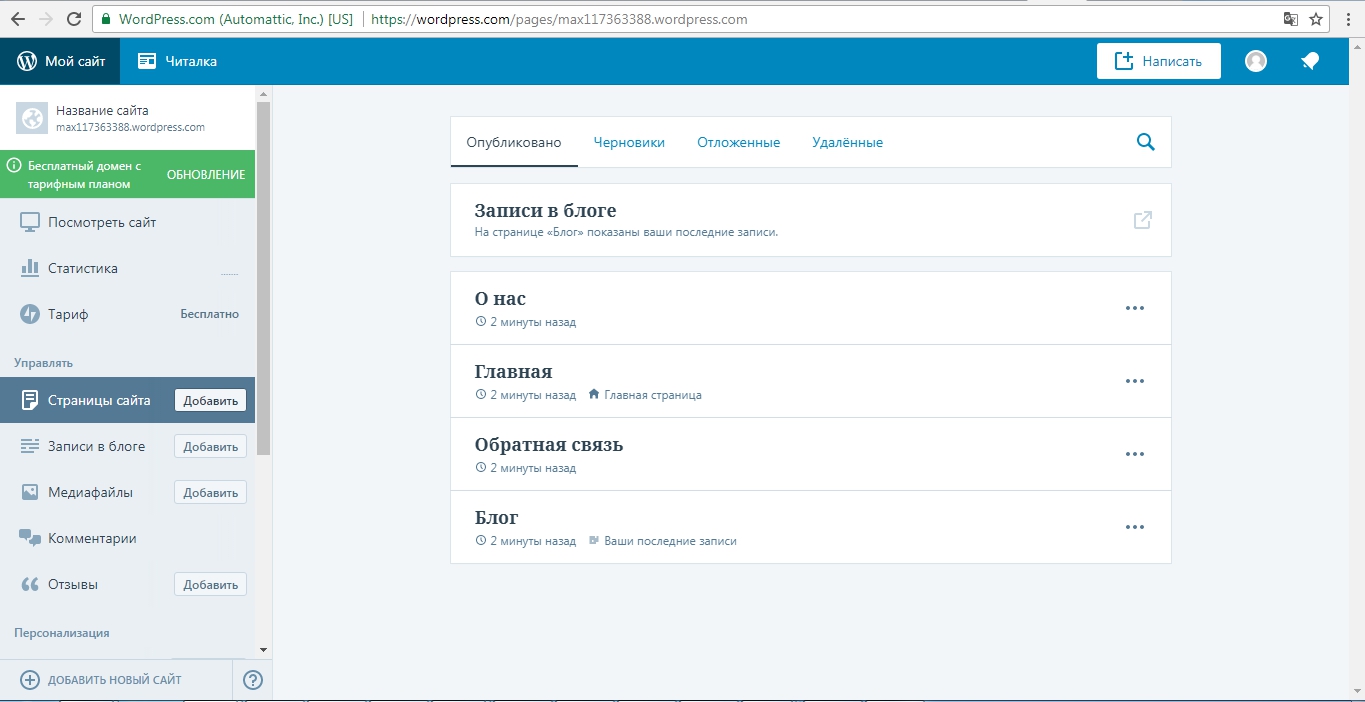 WordPress.com (Automattic, Inc.) [US] https://wordpress.com/pages/max117363388.wordpress.com
Мой сайт Читалка Написать
Название сайта
max117363388.wordpress.com
Бесплатный домен с
тарифным планом
ОБНОВЛЕНИЕ
Посмотреть сайт
Статистика
Тариф Бесплатно
Управлять
Страницы сайта Добавить
Записи в блоге Добавить
Медиафайлы Добавить
Комментарии
Отзывы Добавить
Персонализация
ДОБАВИТЬ НОВЫЙ САЙТ
Опубликовано Черновики Отложенные Удалённые
Записи в блоге
На странице «Блог» показаны ваши последние записи.
О нас
2 минуты назад
Главная
2 минуты назад Главная страница
Обратная связь
2 минуты назад
Блог
2 минуты назад Ваши последние записи